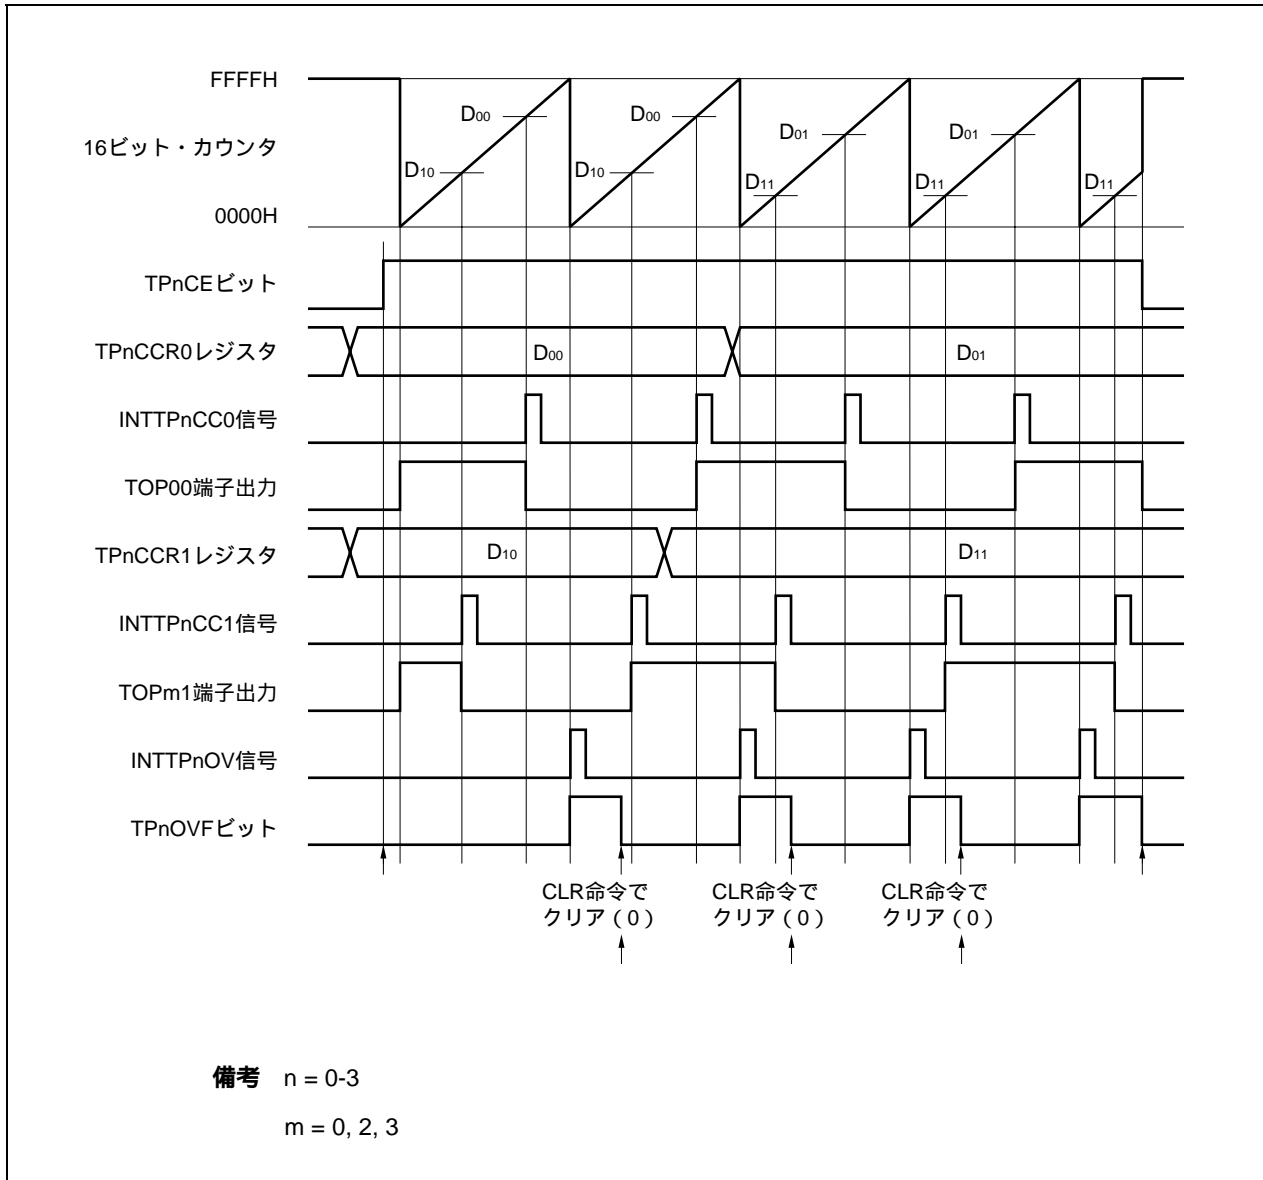 FFFFH
D00
D00
D01
D01
16ビット・カウンタ
D10
D10
D11
D11
D11
0000H
TPnCEビット
TPnCCR0レジスタ
D00
D01
INTTPnCC0信号
TOP00端子出力
TPnCCR1レジスタ
D10
D11
INTTPnCC1信号
TOPm1端子出力
INTTPnOV信号
TPnOVFビット
CLR命令で
クリア（0）
CLR命令で
クリア（0）
CLR命令で
クリア（0）
備考 n = 0-3
m = 0, 2, 3